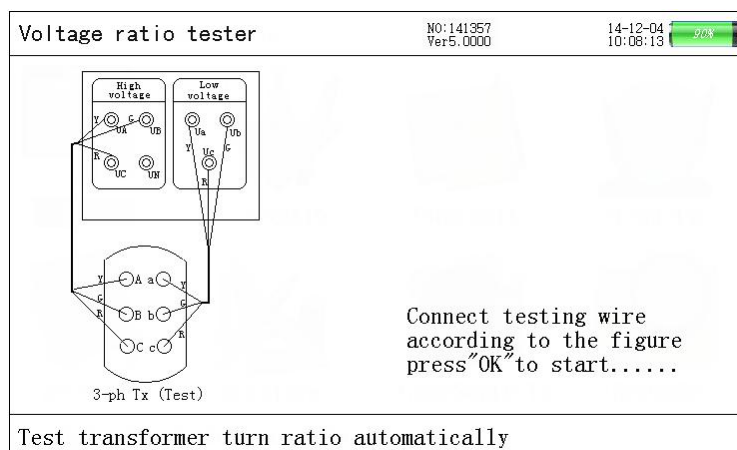 Voltage ratio tester
NO:141357
Ver5.0000
14-12-04
10:08:13
90%
High
voltage
Low
voltage
Y
G
UA
UB
Ua
Ub
Y
Uc
G
R
UC
UN
R
Y
A a
Y
G
G
B b
R
R
C c
3-ph Tx (Test)
Connect testing wire
according to the figure
press"OK"to start......
Test transformer turn ratio automatically